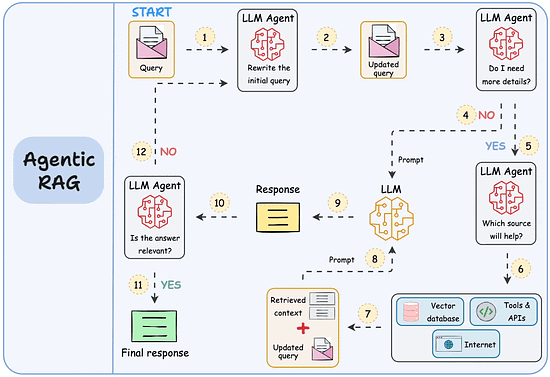 Agentic
RAG
START
Query
1
LLM Agent
Rewrite the
initial query
2
Updated
query
3
LLM Agent
Do I need
more details?
4 NO
Prompt
YES 5
LLM Agent
Which source
will help?
6
Vector
database
Tools &
APIs
Internet
7
Retrieved
context
+
Updated
query
Prompt
8
LLM
9
Response
10
LLM Agent
Is the answer
relevant?
12 NO
11 YES
Final response